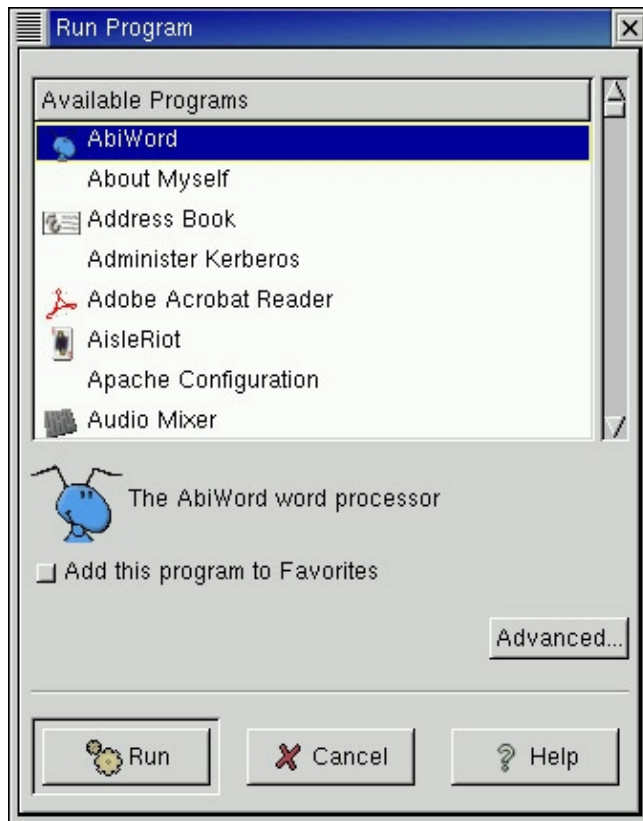 Run Program
Available Programs
AbiWord
About Myself
Address Book
Administer Kerberos
Adobe Acrobat Reader
AisleRiot
Apache Configuration
Audio Mixer
The AbiWord word processor
Add this program to Favorites
Advanced...
Run Cancel Help